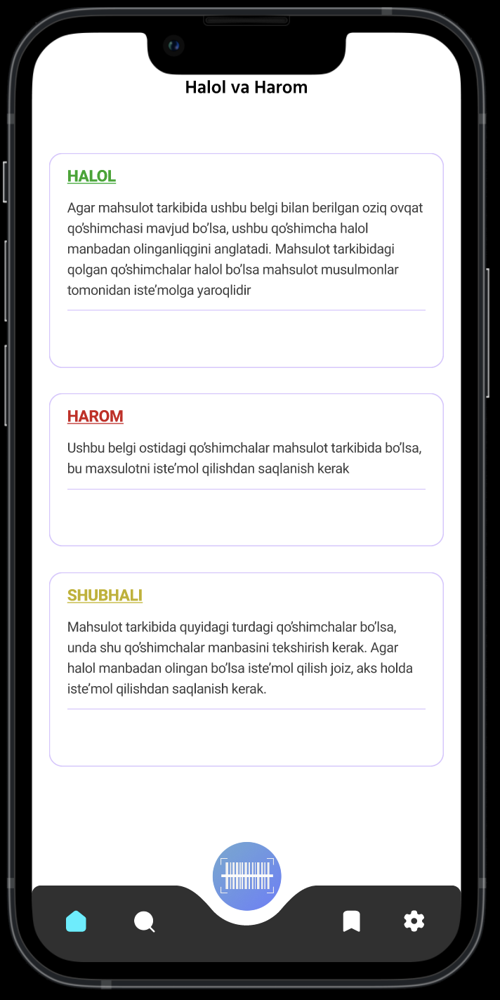 Halol va Harom
HALOL
Agar mahsulot tarkibida ushbu belgi bilan berilgan oziq ovqat
qo’shimchasi mavjud bo’lsa, ushbu qo’shimcha halol
manbadan olinganliqgini anglatadi. Mahsulot tarkibidagi
qolgan qo’shimchalar halol bo’lsa mahsulot musulmonlar
tomonidan iste’molga yaroqlidir
HAROM
Ushbu belgi ostidagi qo’shimchalar mahsulot tarkibida bo’lsa,
bu maxsulotni iste’mol qilishdan saqlanish kerak
SHUBHALI
Mahsulot tarkibida quyidagi turdagi qo’shimchalar bo’lsa,
unda shu qo’shimchalar manbasini tekshirish kerak. Agar
halol manbadan olingan bo’lsa iste’mol qilish joiz, aks holda
iste’mol qilishdan saqlanish kerak.